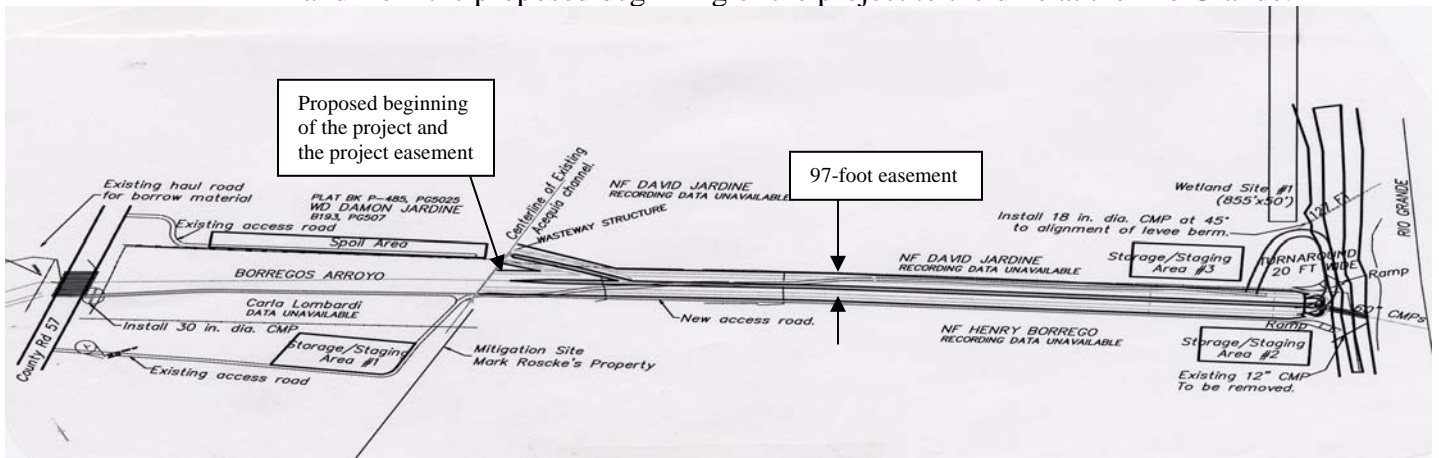 Proposed beginning
of the project and
the project easement
97-foot easement
Existing haul road
for borrow material
PLAT BK P-485, PG5025
WD DAMON JARDINE
B193, PG507
Existing access road
Spoil Area
Centerline of Existing
Acequia channel.
WASTEWAY STRUCTURE
NF DAVID JARDINE
RECORDING DATA UNAVAILABLE
Wetland Site #1
(855'x50')
Install 18 in. dia. CMP at 45°
to alignment of levee berm.
127 FT
RIO GRANDE
BORREGOS ARROYO
NF DAVID JARDINE
RECORDING DATA UNAVAILABLE
Storage/Staging
Area #3
TURNAROUND
20 FT WIDE
Ramp
Carla Lombardi
DATA UNAVAILABLE
Install 30 in. dia. CMP
County Rd 57
Storage/Staging
Area #1
Existing access road
Mitigation Site
Mark Roscke's Property
New access road.
NF HENRY BORREGO
RECORDING DATA UNAVAILABLE
60" CMPs
Ramp
Storage/Staging
Area #2
Existing 12" CMP
To be removed.